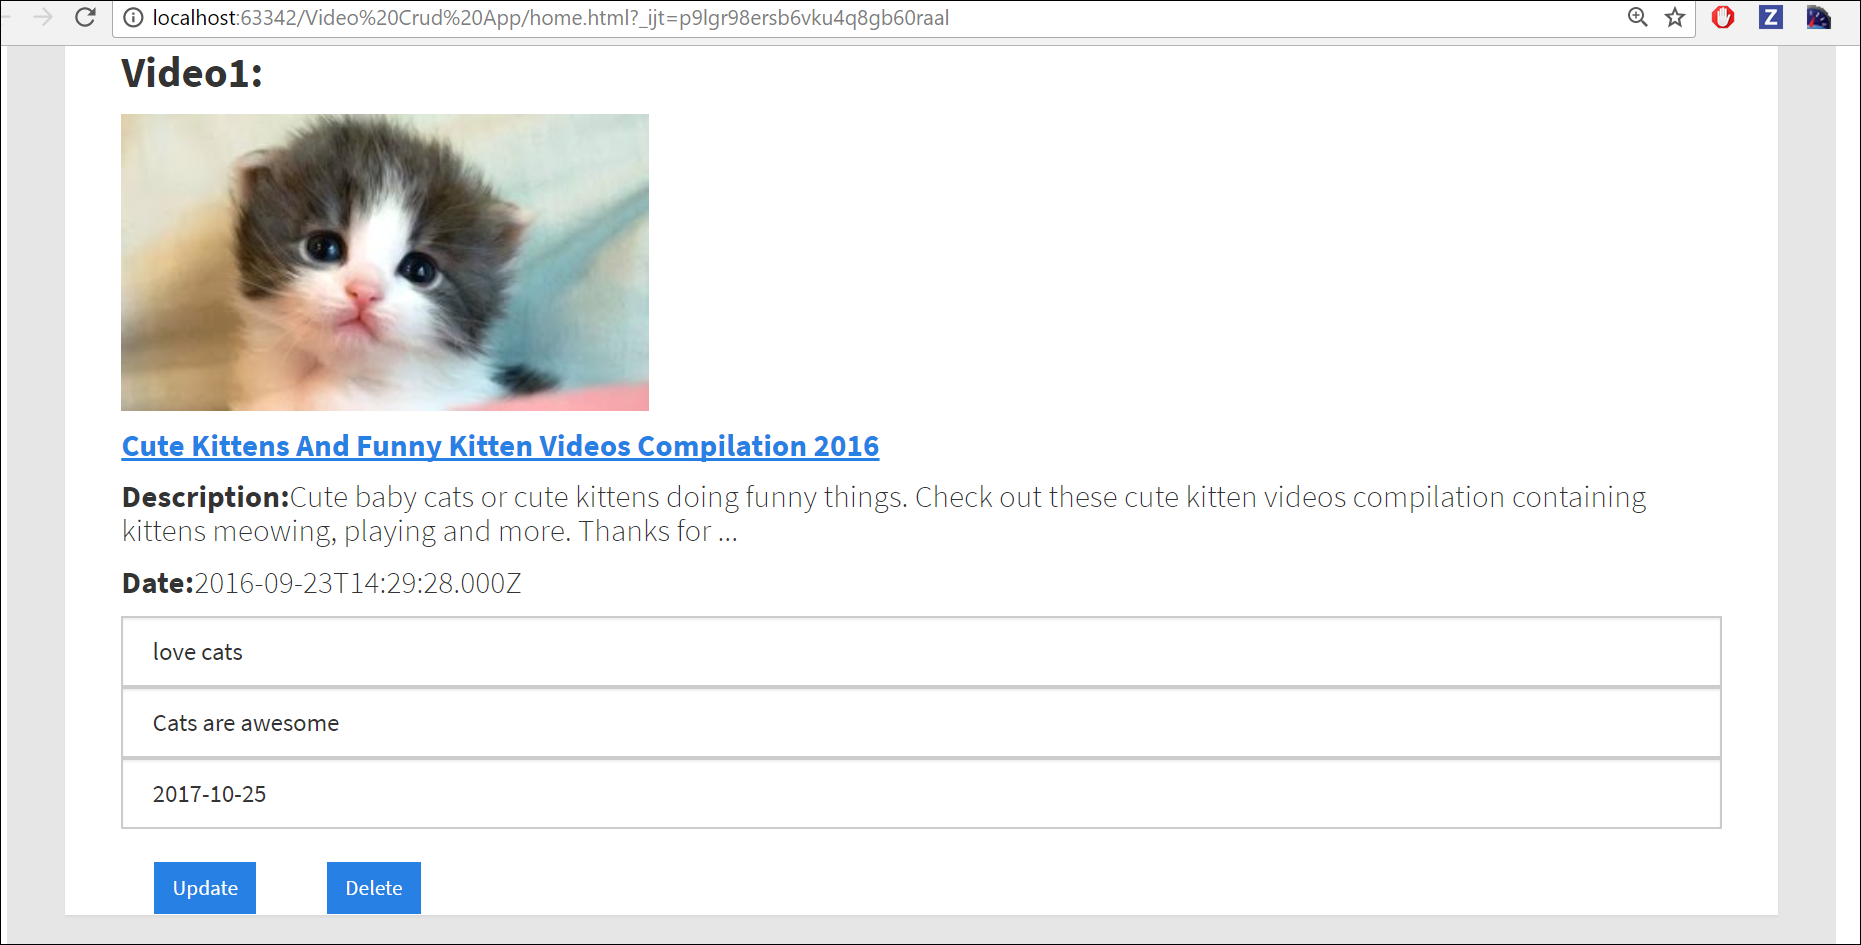 localhost:63342/Video%20Crud%20App/home.html?_ijt=p9lgr98ersb6vku4q8gb60raal
Z
Video1:
Cute Kittens And Funny Kitten Videos Compilation 2016
Description:Cute baby cats or cute kittens doing funny things. Check out these cute kitten videos compilation containing
kittens meowing, playing and more. Thanks for ...
Date:2016-09-23T14:29:28.000Z
love cats
Cats are awesome
2017-10-25
Update Delete